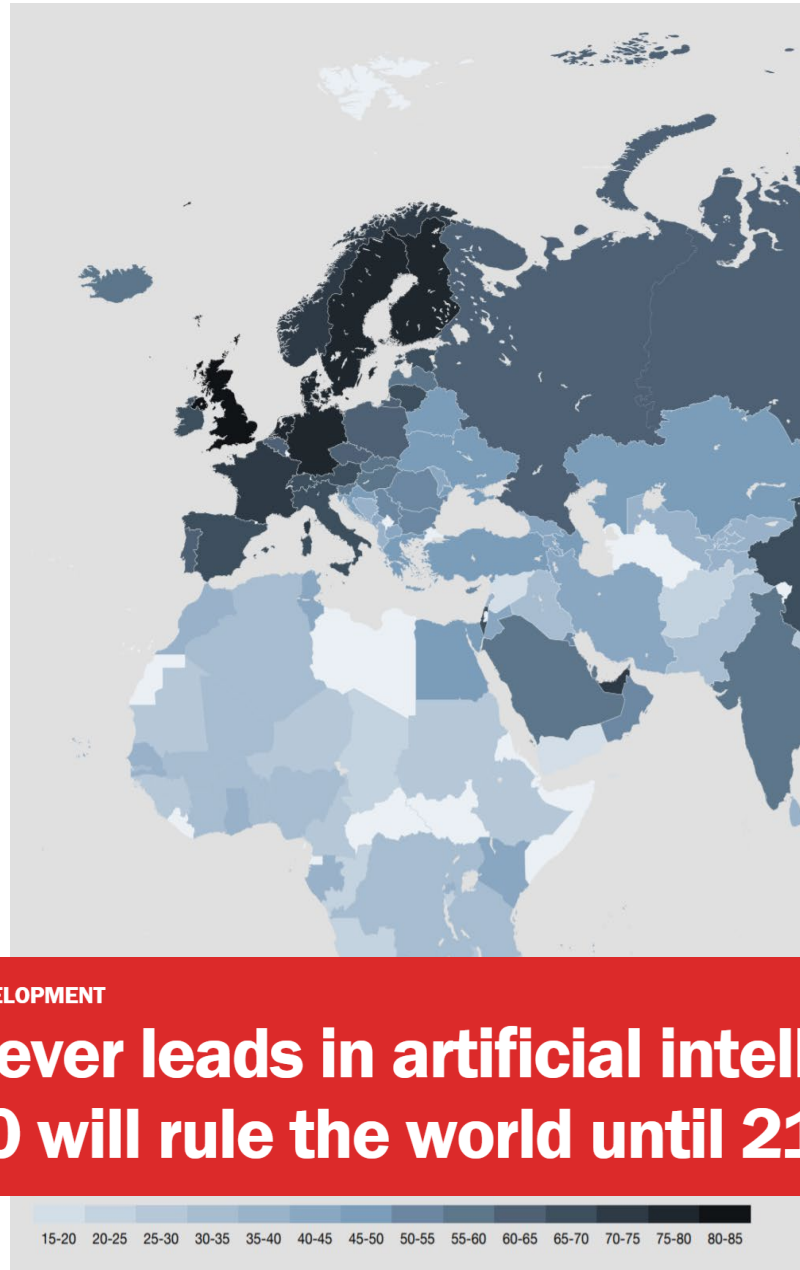 ELOPMENT
ever leads in artificial intell
0 will rule the world until 21
15-20 20-25 25-30 30-35 35-40 40-45 45-50 50-55 55-60 60-65 65-70 70-75 75-80 80-85